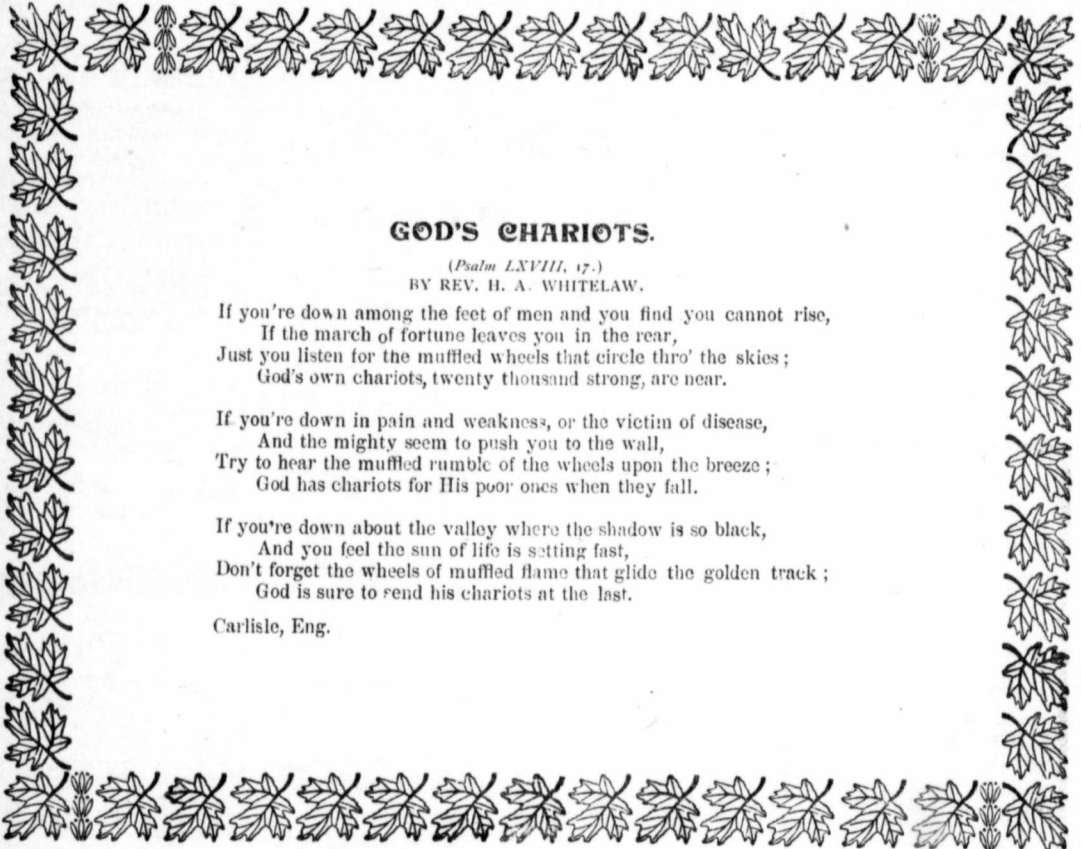 GOD'S CHARIOTS.
(Psalm LXVIII, 17.)
BY REV. H. A. WHITELAW.
If you're down among the feet of men and you find you cannot rise,
If the march of fortune leaves you in the rear,
Just you listen for the muffled wheels that circle thro' the skies;
God's own chariots, twenty thousand strong, are near.
If you're down in pain and weakness, or the victim of disease,
And the mighty seem to push you to the wall,
Try to hear the muffled rumble of the wheels upon the breeze;
God has chariots for His poor ones when they fall.
If you're down about the valley where the shadow is so black,
And you feel the sun of life is setting fast,
Don't forget the wheels of muffled flame that glide the golden track;
God is sure to send his chariots at the last.
Carlisle, Eng.